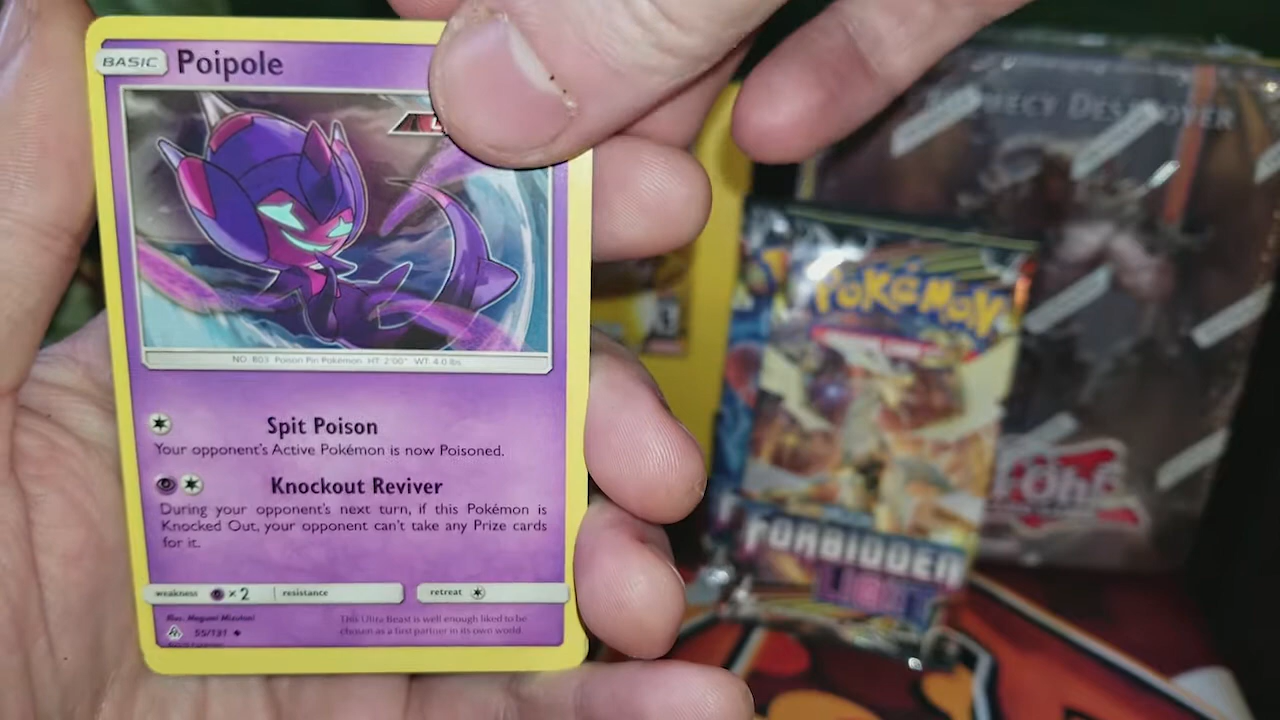 BASIC Poipole
NO. 803 Poison Pin Pokémon HT: 2'00" WT: 4.0 lbs.
Spit Poison
Your opponent's Active Pokémon is now Poisoned.
Knockout Reviver
During your opponent's next turn, if this Pokémon is
Knocked Out, your opponent can't take any Prize cards
for it.
weakness ×2 resistance
retreat
Illus. Megumi Mizutani
55/131
This Ultra Beast is well enough liked to be
chosen as a first partner in its own world.
DESTROYER
POKéMON
FORBIDDEN
LIGHT